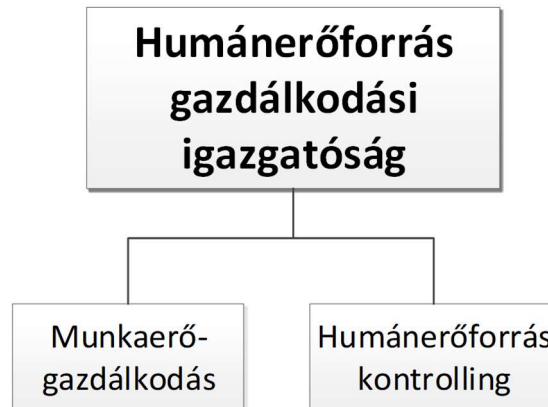 Humánerőforrás
gazdálkodási
igazgatóság
Munkaerő-
gazdálkodás
Humánerőforrás
kontrolling